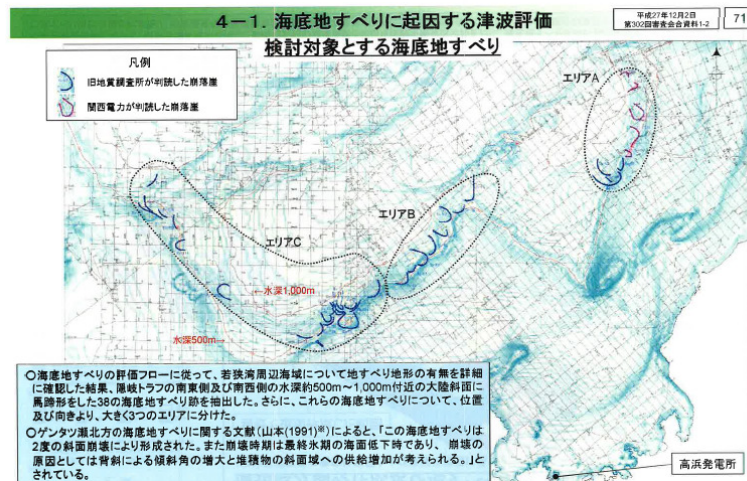 4－1．海底地すべりに起因する津波評価
平成27年12月2日
第302回審査会合資料1-2
71
検討対象とする海底地すべり
凡例
旧地質調査所が判読した崩落崖
関西電力が判読した崩落崖
エリアA
エリアB
エリアC
←水深1,000m
水深500m→
○海底地すべりの評価フローに従って、若狭湾周辺海域について地すべり地形の有無を詳細
に確認した結果、隠岐トラフの南東側及び南西側の水深約500m～1,000m付近の大陸斜面に
馬蹄形をした38の海底地すべり跡を抽出した。さらに、これらの海底地すべりについて、位置
及び向きより、大きく3つのエリアに分けた。
○ゲンタツ瀬北方の海底地すべりに関する文献（山本(1991)※）によると、「この海底地すべりは
2度の斜面崩壊により形成された。また崩壊時期は最終氷期の海面低下時であり、 崩壊の
原因としては背斜による傾斜角の増大と堆積物の斜面域への供給増加が考えられる。」と
されている。
高浜発電所